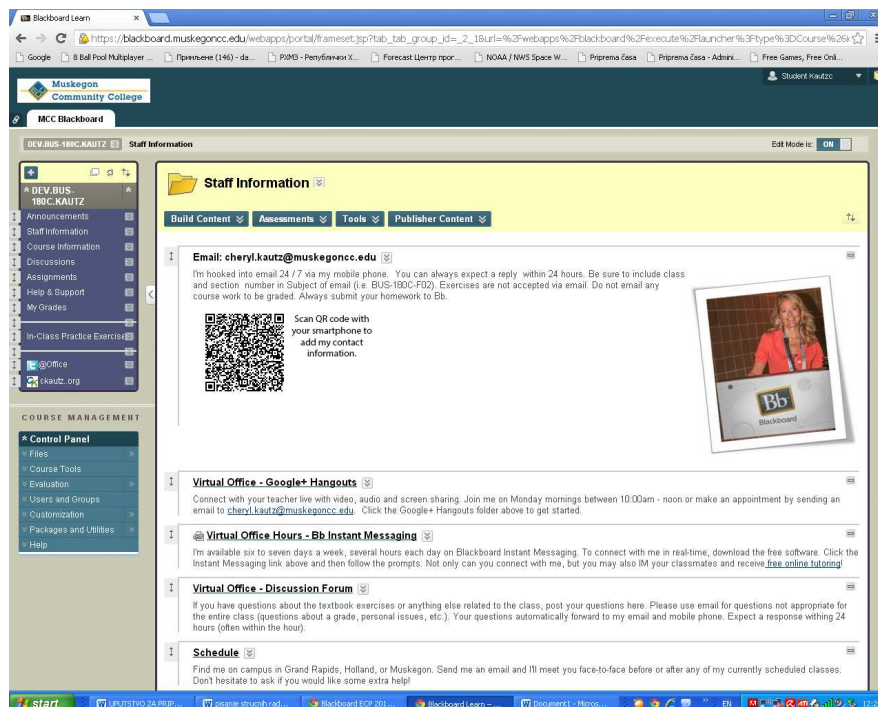 Blackboard Learn
https://blackboard.muskegoncc.edu/webapps/portal/frameset.jsp?tab_tab_group_id=_2_1&url=%2Fwebapps%2Fblackboard%2Fexecute%2Flauncher%3Ftype%3DCourse%26
Google 8 Ball Pool Multiplayer ... Примљене (146) - da... РХМЗ - Републички Х... Forecast Центр прог... NOAA / NWS Space W... Priprema časa Priprema časa - Admini... Free Games, Free Onli...
Muskegon
Community College
Student Kautzc
MCC Blackboard
DEV.BUS-180C.KAUTZ Staff Information Edit Mode is: ON
DEV.BUS-
180C.KAUTZ
Announcements
Staff Information
Course Information
Discussions
Assignments
Help & Support
My Grades
In-Class Practice Exercise
@Office
ckautz.org
COURSE MANAGEMENT
Control Panel
Files
Course Tools
Evaluation
Users and Groups
Customization
Packages and Utilities
Help
Staff Information
Build Content Assessments Tools Publisher Content
Email: cheryl.kautz@muskegoncc.edu
I'm hooked into email 24 / 7 via my mobile phone. You can always expect a reply within 24 hours. Be sure to include class
and section number in Subject of email (i.e. BUS-180C-F02). Exercises are not accepted via email. Do not email any
course work to be graded. Always submit your homework to Bb.
Scan QR code with
your smartphone to
add my contact
information.
Bb
Blackboard
Virtual Office - Google+ Hangouts
Connect with your teacher live with video, audio and screen sharing. Join me on Monday mornings between 10:00am - noon or make an appointment by sending an
email to cheryl.kautz@muskegoncc.edu. Click the Google+ Hangouts folder above to get started.
Virtual Office Hours - Bb Instant Messaging
I'm available six to seven days a week, several hours each day on Blackboard Instant Messaging. To connect with me in real-time, download the free software. Click the
Instant Messaging link above and then follow the prompts. Not only can you connect with me, but you may also IM your classmates and receive free online tutoring!
Virtual Office - Discussion Forum
If you have questions about the textbook exercises or anything else related to the class, post your questions here. Please use email for questions not appropriate for
the entire class (questions about a grade, personal issues, etc.). Your questions automatically forward to my email and mobile phone. Expect a response withing 24
hours (often within the hour).
Schedule
Find me on campus in Grand Rapids, Holland, or Muskegon. Send me an email and I'll meet you face-to-face before or after any of my currently scheduled classes.
Don't hesitate to ask if you would like some extra help!
start UPUTSTVO ZA PRIP... pisanje strucnih rad... Blackboard ECP 201... Blackboard Learn – ... Document1 - Micros... EN